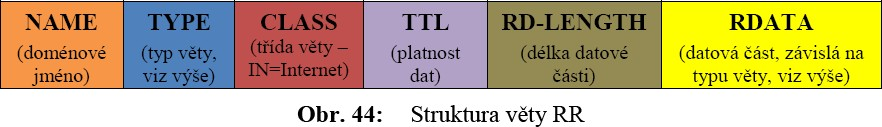 NAME
(doménové
jméno)
TYPE
(typ věty,
viz výše)
CLASS
(třída věty –
IN=Internet)
TTL
(platnost
dat)
RD-LENGTH
(délka datové
části)
RDATA
(datová část, závislá na
typu věty, viz výše)
Obr. 44: Struktura věty RR